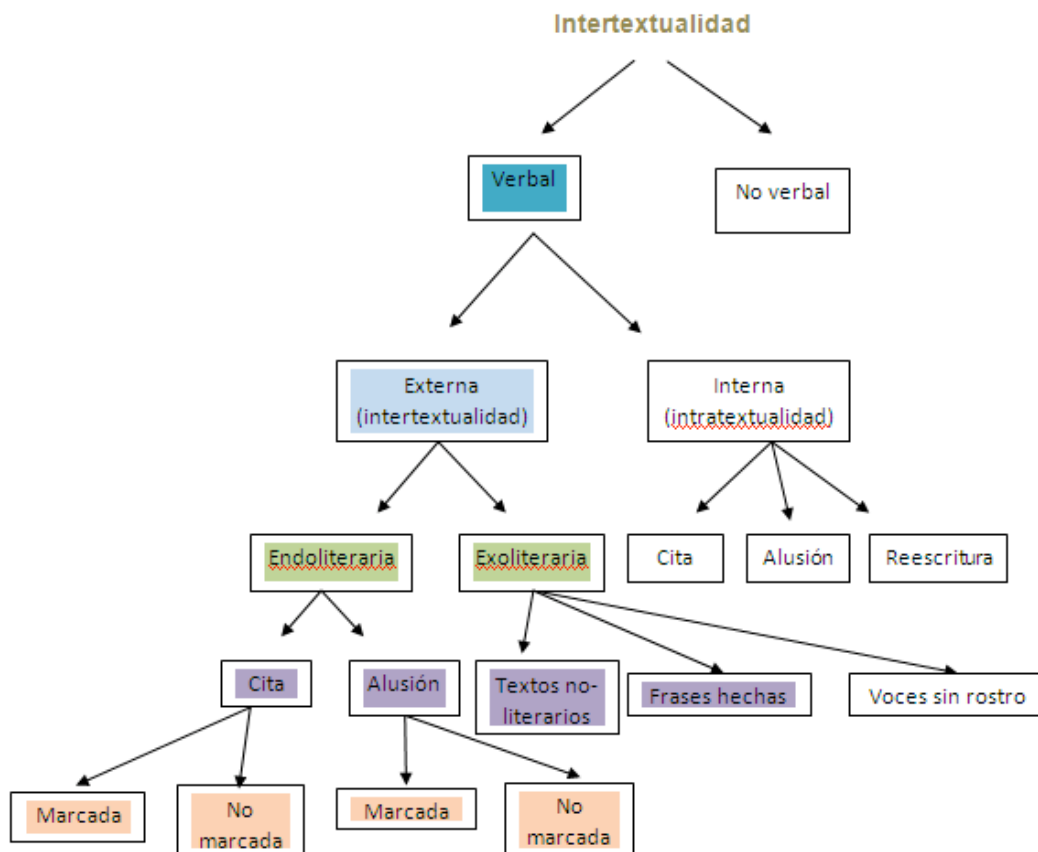 Intertextualidad
Verbal
No verbal
Externa
(intertextualidad)
Interna
(intratextualidad)
Endoliteraria
Exoliteraria
Cita
Alusión
Reescritura
Cita
Alusión
Textos no-
literarios
Frases hechas
Voces sin rostro
Marcada
No
marcada
Marcada
No
marcada